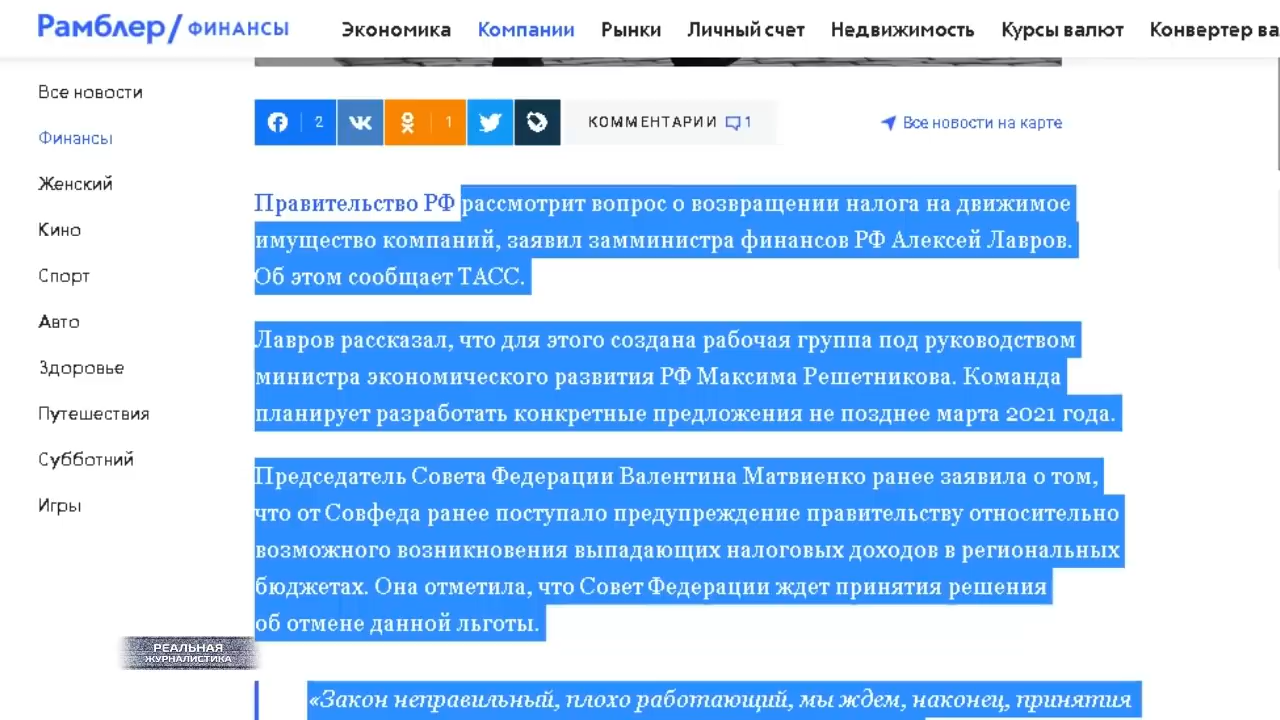 Рамблер/ ФИНАНСЫ
Экономика Компании Рынки Личный счет Недвижимость Курсы валют Конвертер ва
Все новости
Финансы
Женский
Кино
Спорт
Авто
Здоровье
Путешествия
Субботний
Игры
2 1 КОММЕНТАРИИ 1 Все новости на карте
Правительство РФ рассмотрит вопрос о возвращении налога на движимое
имущество компаний, заявил замминистра финансов РФ Алексей Лавров.
Об этом сообщает ТАСС.
Лавров рассказал, что для этого создана рабочая группа под руководством
министра экономического развития РФ Максима Решетникова. Команда
планирует разработать конкретные предложения не позднее марта 2021 года.
Председатель Совета Федерации Валентина Матвиенко ранее заявила о том,
что от Совфеда ранее поступало предупреждение правительству относительно
возможного возникновения выпадающих налоговых доходов в региональных
бюджетах. Она отметила, что Совет Федерации ждет принятия решения
об отмене данной льготы.
«Закон неправильный, плохо работающий, мы ждем, наконец, принятия
РЕАЛЬНАЯ
ЖУРНАЛИСТИКА